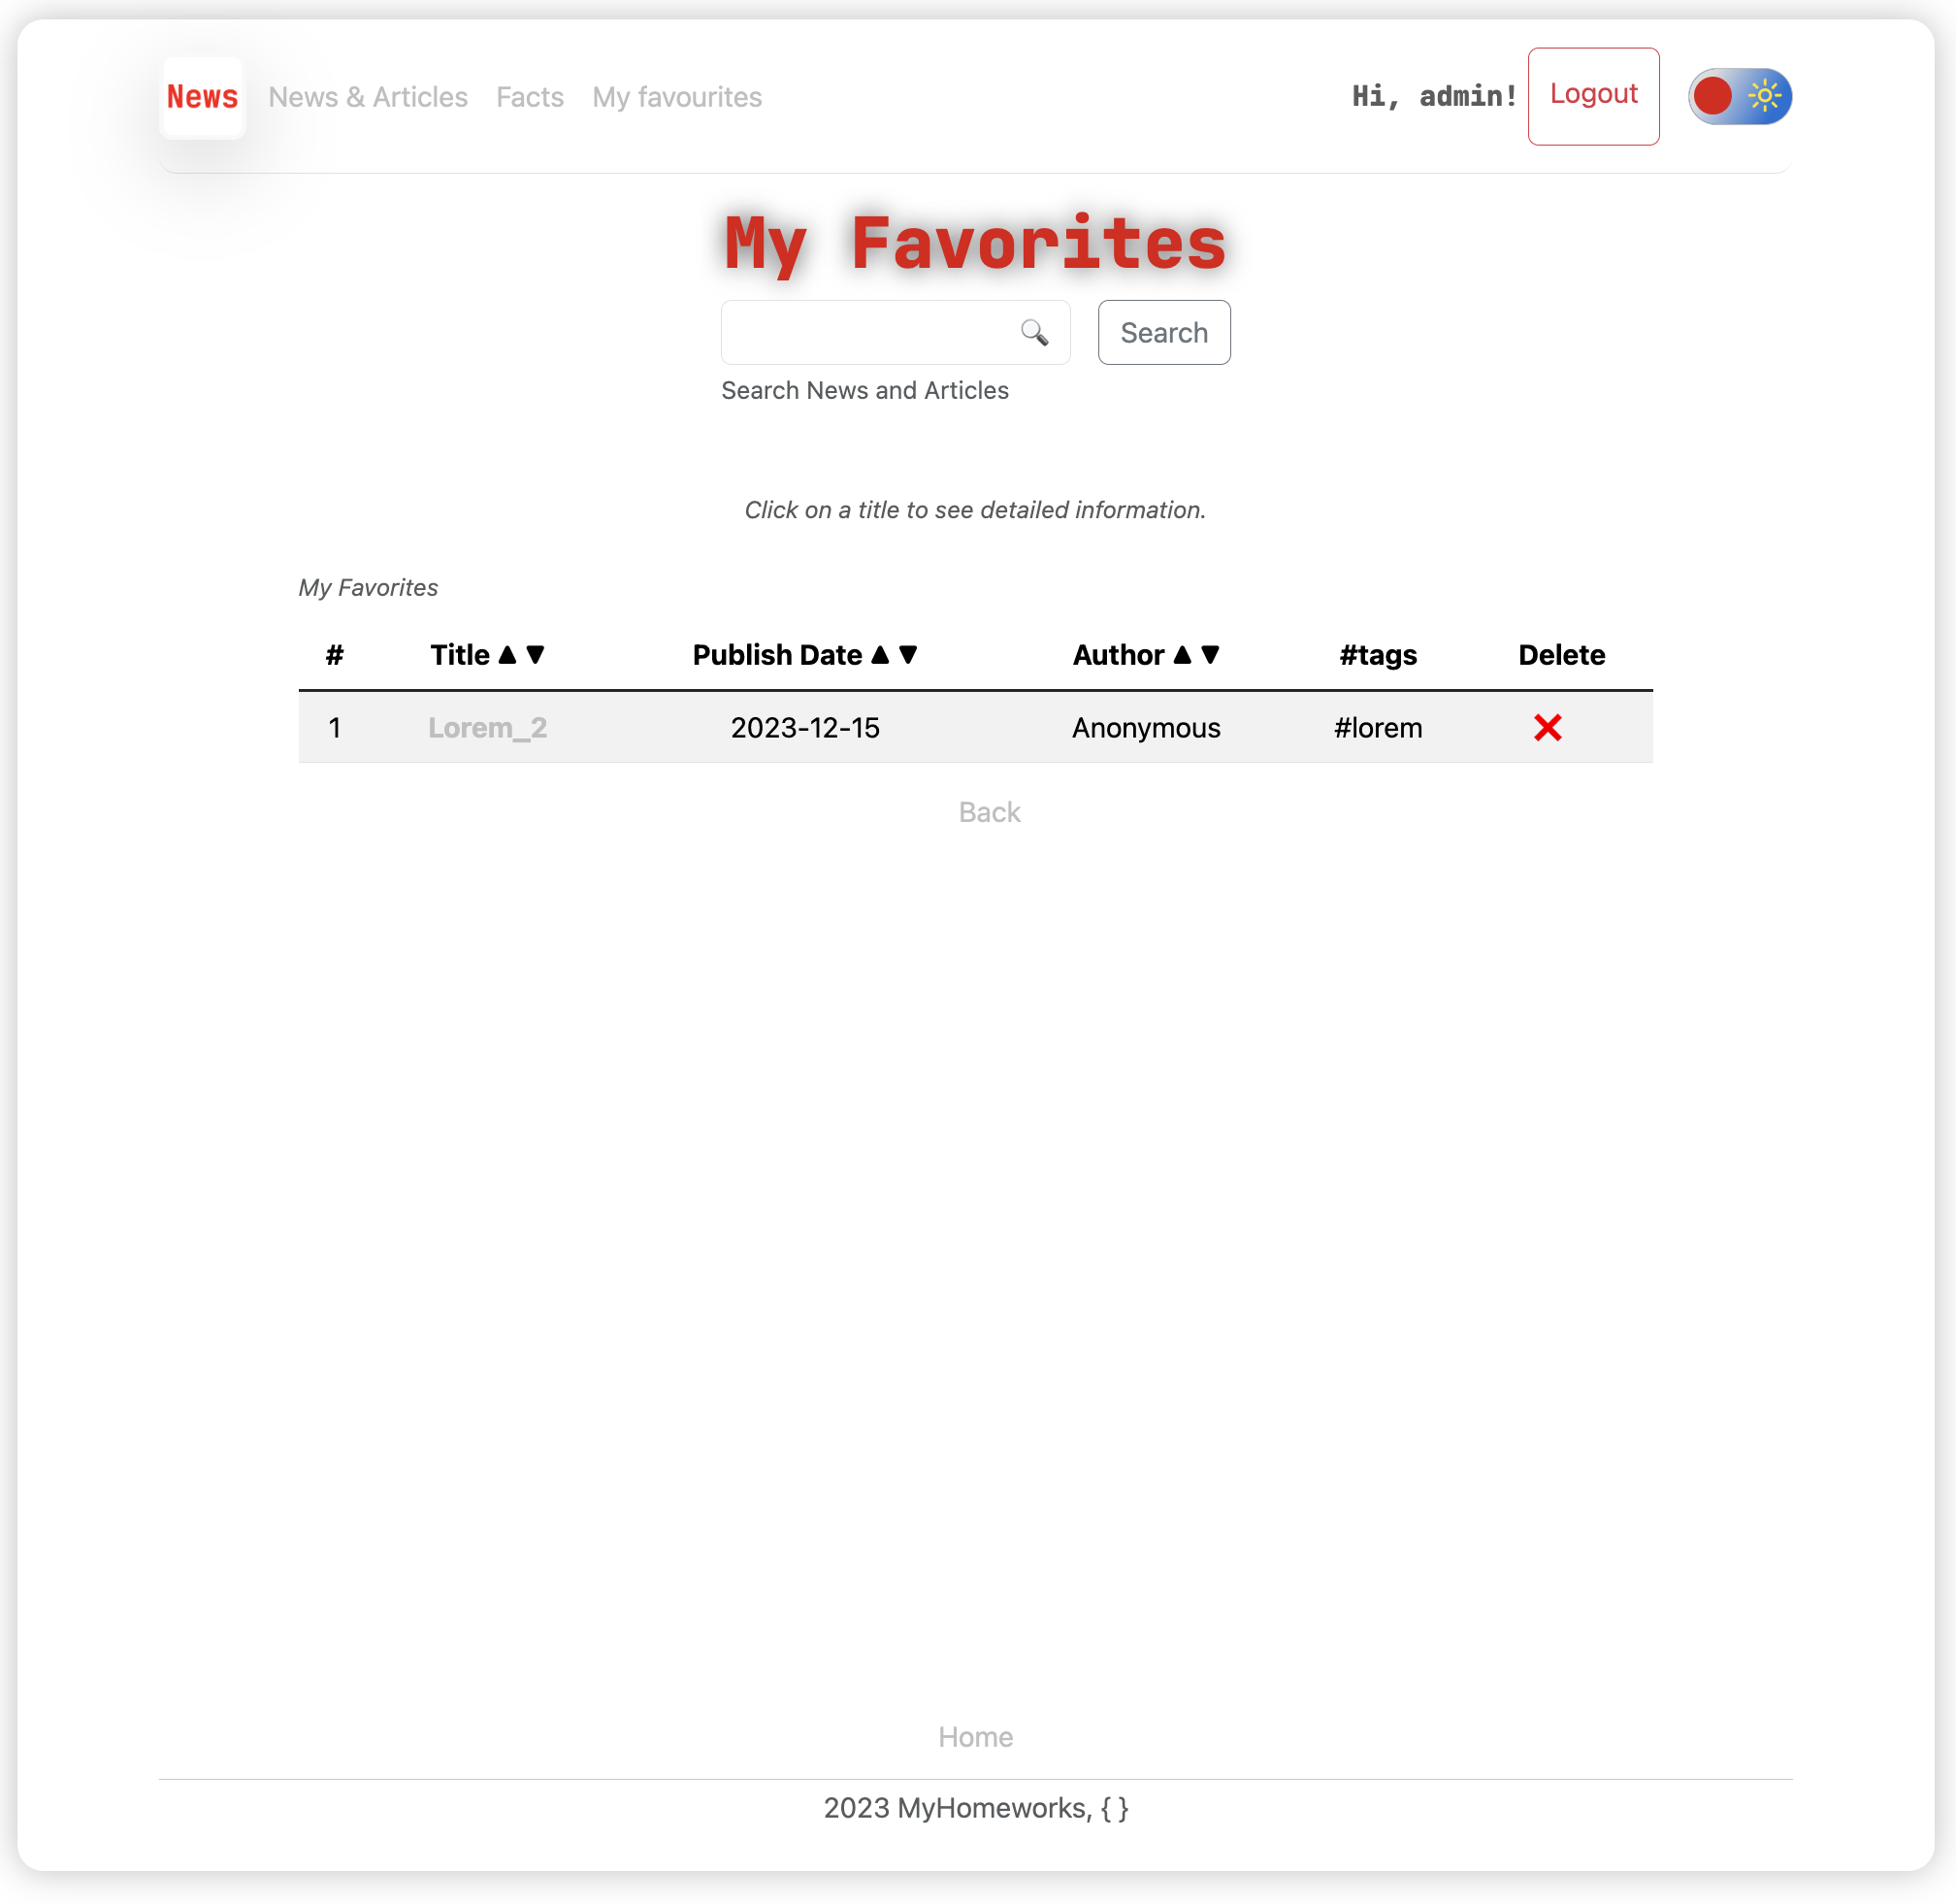 News News & Articles Facts My favourites Hi, admin! Logout
My Favorites
Search
Search News and Articles
Click on a title to see detailed information.
My Favorites
# Title ▲ ▼ Publish Date ▲ ▼ Author ▲ ▼ #tags Delete
1 Lorem_2 2023-12-15 Anonymous #lorem ❌
Back
Home
2023 MyHomeworks, { }